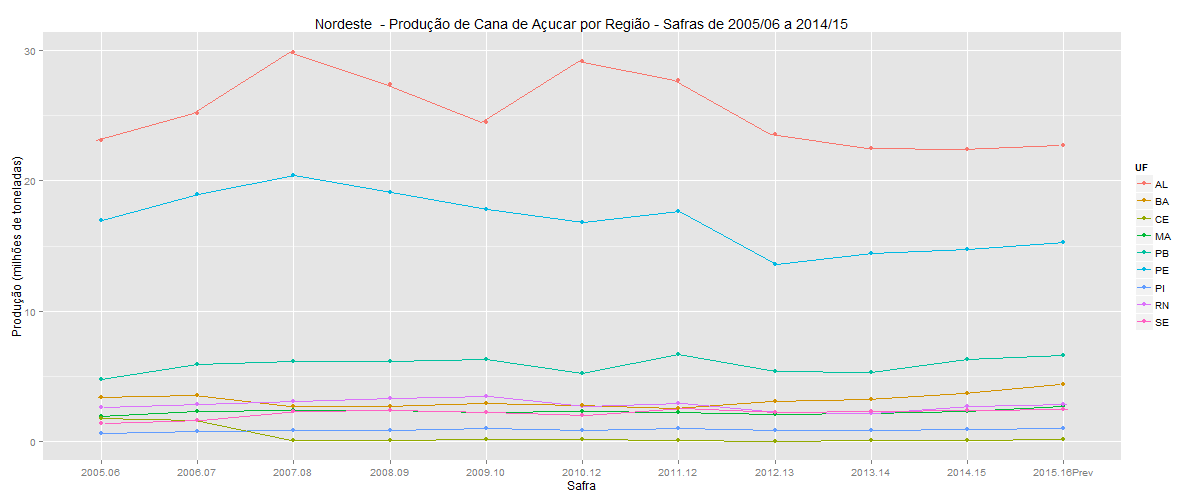 Nordeste  - Produção de Cana de Açucar por Região - Safras de 2005/06 a 2014/15
Produção (milhões de toneladas)
30
20
10
0
2005.06 2006.07 2007.08 2008.09 2009.10 2010.12 2011.12 2012.13 2013.14 2014.15 2015.16Prev
Safra
UF
AL
BA
CE
MA
PB
PE
PI
RN
SE